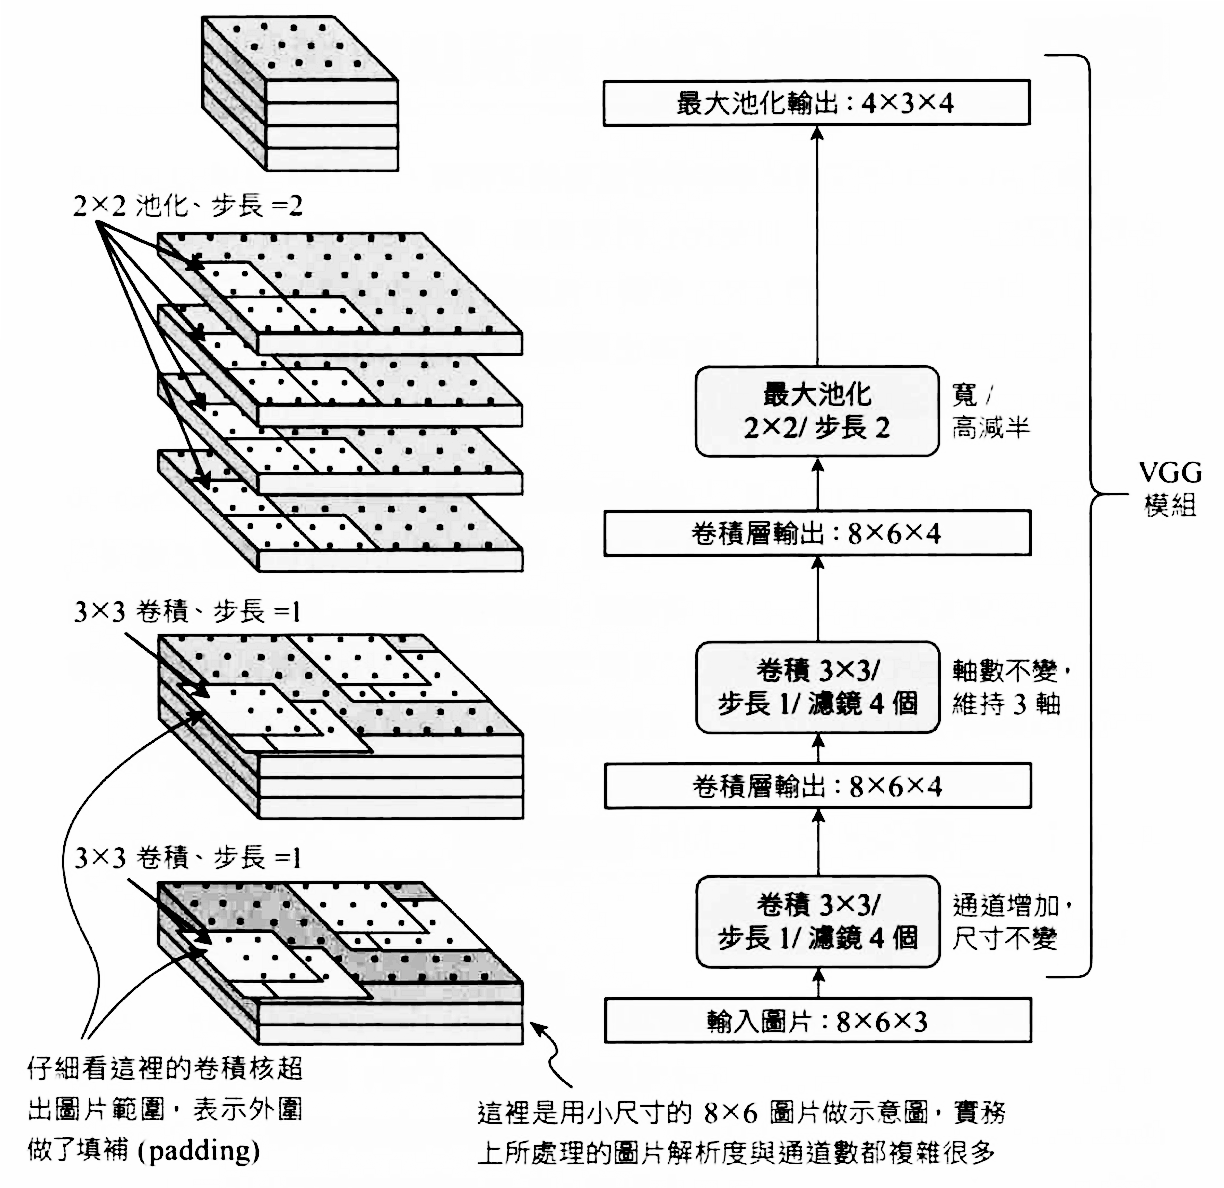 最大池化輸出：4×3×4
2×2 池化、步長 =2
最大池化
2×2/ 步長 2
寬 /
高減半
VGG
模組
卷積層輸出：8×6×4
3×3 卷積、步長 =1
卷積 3×3/
步長 1/ 濾鏡 4 個
軸數不變，
維持 3 軸
卷積層輸出：8×6×4
3×3 卷積、步長 =1
卷積 3×3/
步長 1/ 濾鏡 4 個
通道增加，
尺寸不變
輸入圖片：8×6×3
仔細看這裡的卷積核超
出圖片範圍，表示外圍
做了填補 (padding)
這裡是用小尺寸的 8×6 圖片做示意圖，實務
上所處理的圖片解析度與通道數都複雜很多